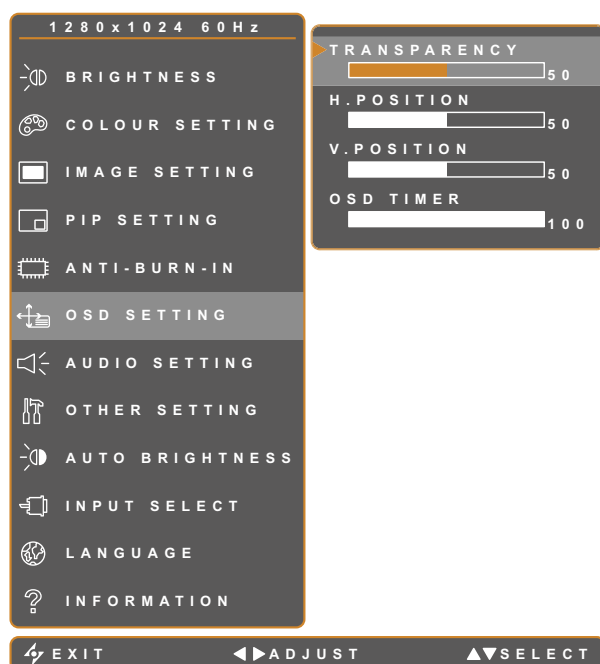 1280x1024 60Hz
BRIGHTNESS
COLOUR SETTING
IMAGE SETTING
PIP SETTING
ANTI-BURN-IN
OSD SETTING
AUDIO SETTING
OTHER SETTING
AUTO BRIGHTNESS
INPUT SELECT
LANGUAGE
INFORMATION
TRANSPARENCY
50
H.POSITION
50
V.POSITION
50
OSD TIMER
100
EXIT ADJUST SELECT